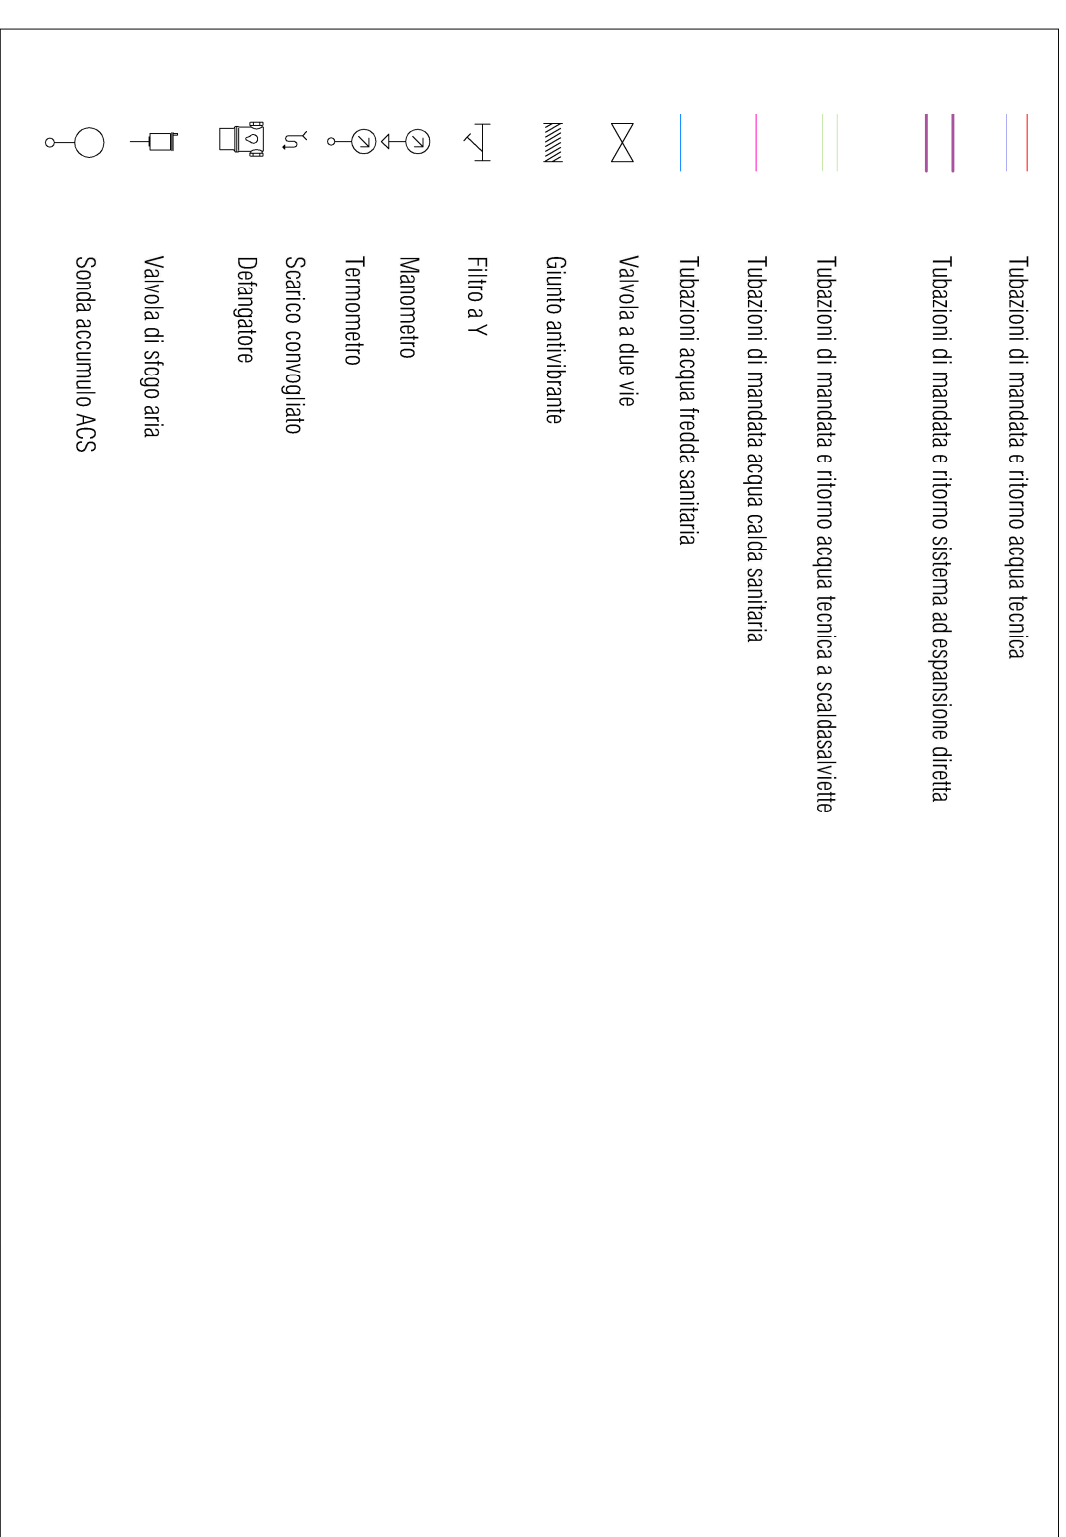 Tubazioni di mandata e ritorno acqua tecnica
Tubazioni di mandata e ritorno sistema ad espansione diretta
Tubazioni di mandata e ritorno acqua tecnica a scaldasalviette
Tubazioni di mandata acqua calda sanitaria
Tubazioni acqua fredda sanitaria
Valvola a due vie
Giunto antivibrante
Filtro a Y
Manometro
Termometro
Scarico convogliato
Defangatore
Valvola di sfogo aria
Sonda accumulo ACS